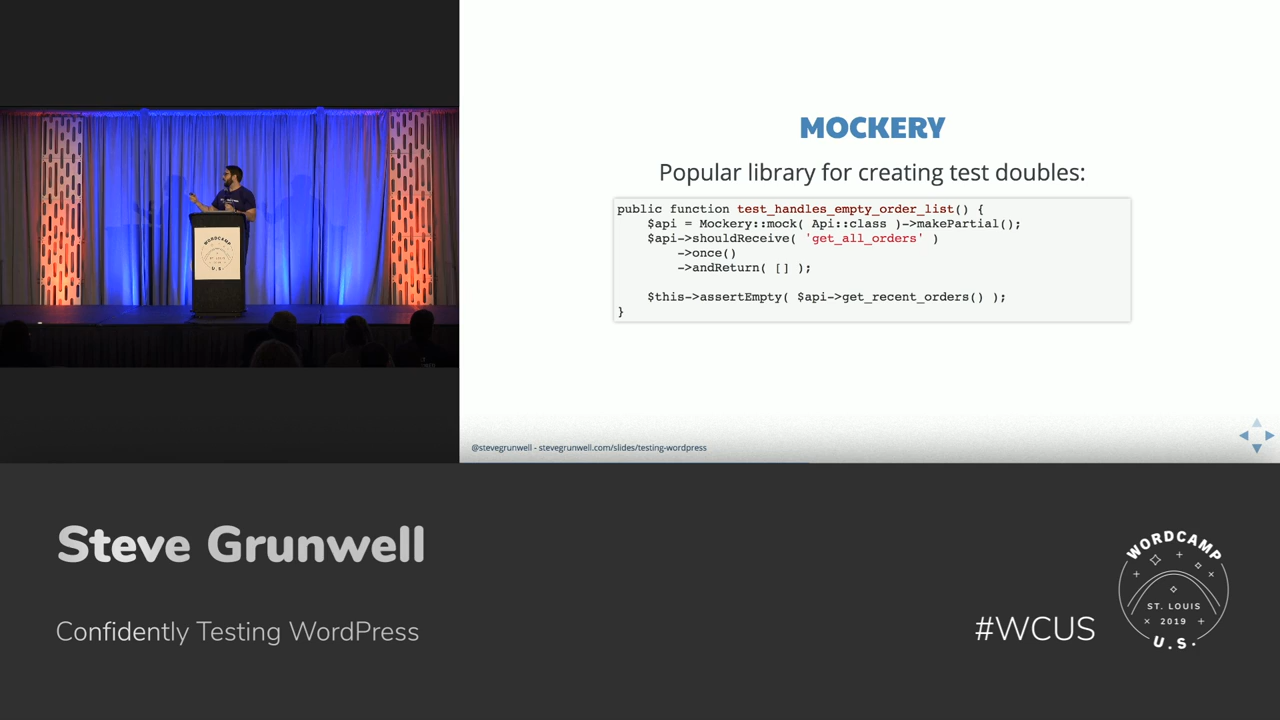 MOCKERY
Popular library for creating test doubles:
public function test_handles_empty_order_list() {
    $api = Mockery::mock( Api::class )->makePartial();
    $api->shouldReceive( 'get_all_orders' )
        ->once()
        ->andReturn( [] );
    $this->assertEmpty( $api->get_recent_orders() );
}
@stevegrunwell - stevegrunwell.com/slides/testing-wordpress
WORDCAMP
U.S.
Steve Grunwell
Confidently Testing WordPress
#WCUS
WORDCAMP
ST. LOUIS
2019
U.S.